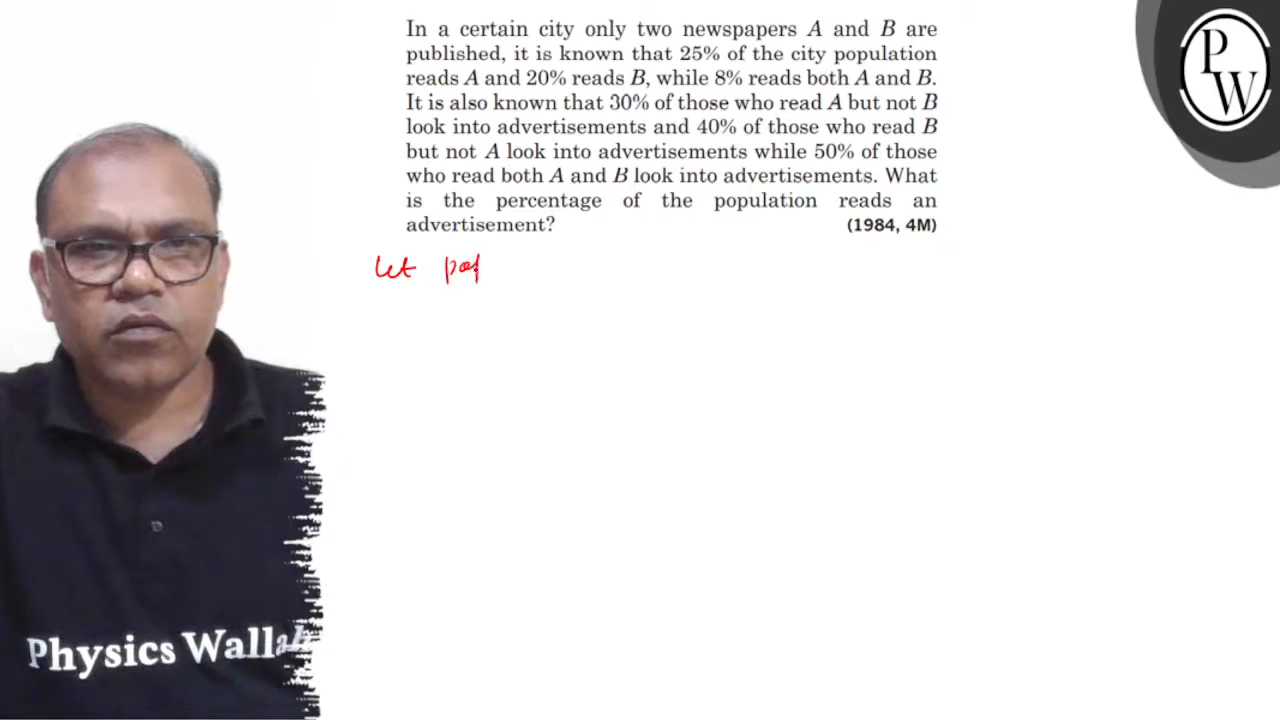 In a certain city only two newspapers A and B are
published, it is known that 25% of the city population
reads A and 20% reads B, while 8% reads both A and B.
It is also known that 30% of those who read A but not B
look into advertisements and 40% of those who read B
but not A look into advertisements while 50% of those
who read both A and B look into advertisements. What
is the percentage of the population reads an
advertisement? (1984, 4M)
let pop
P
W
Physics Wallah